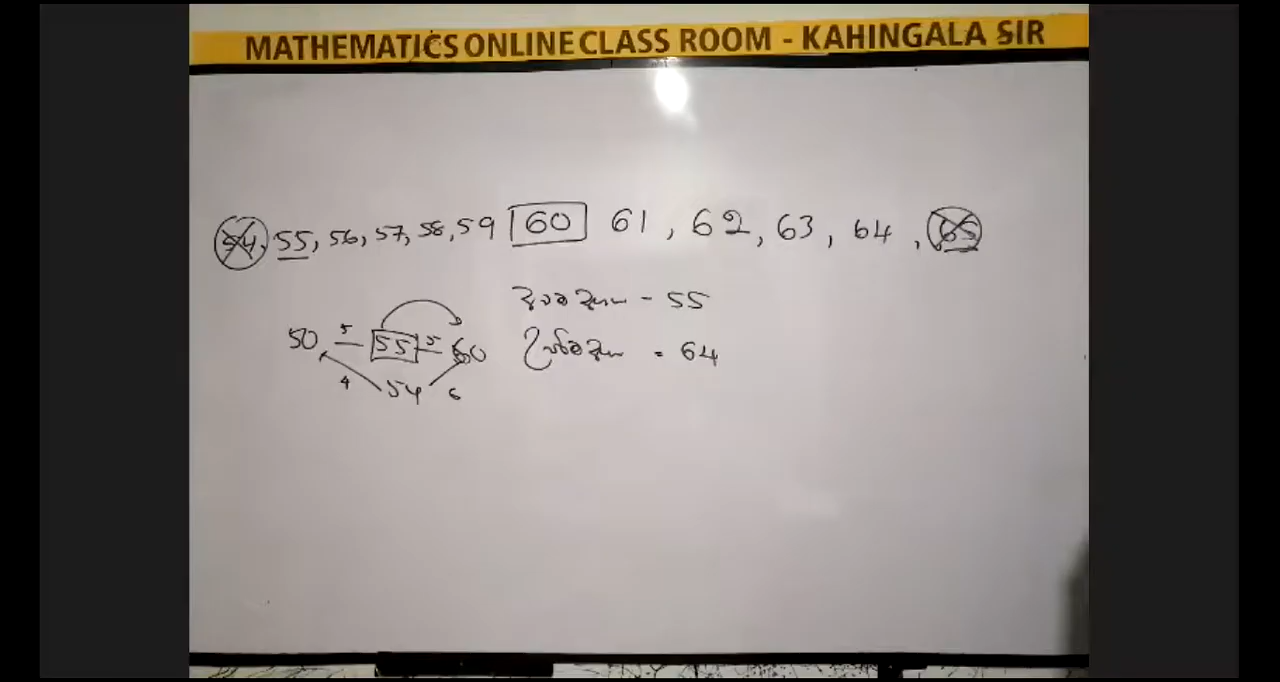 MATHEMATICS ONLINE CLASS ROOM - KAHINGALA SIR
54, 55, 56, 57, 58, 59 60 61, 62, 63, 64, 65
- 55
= 64
50 5 55 5 60
4 54 6